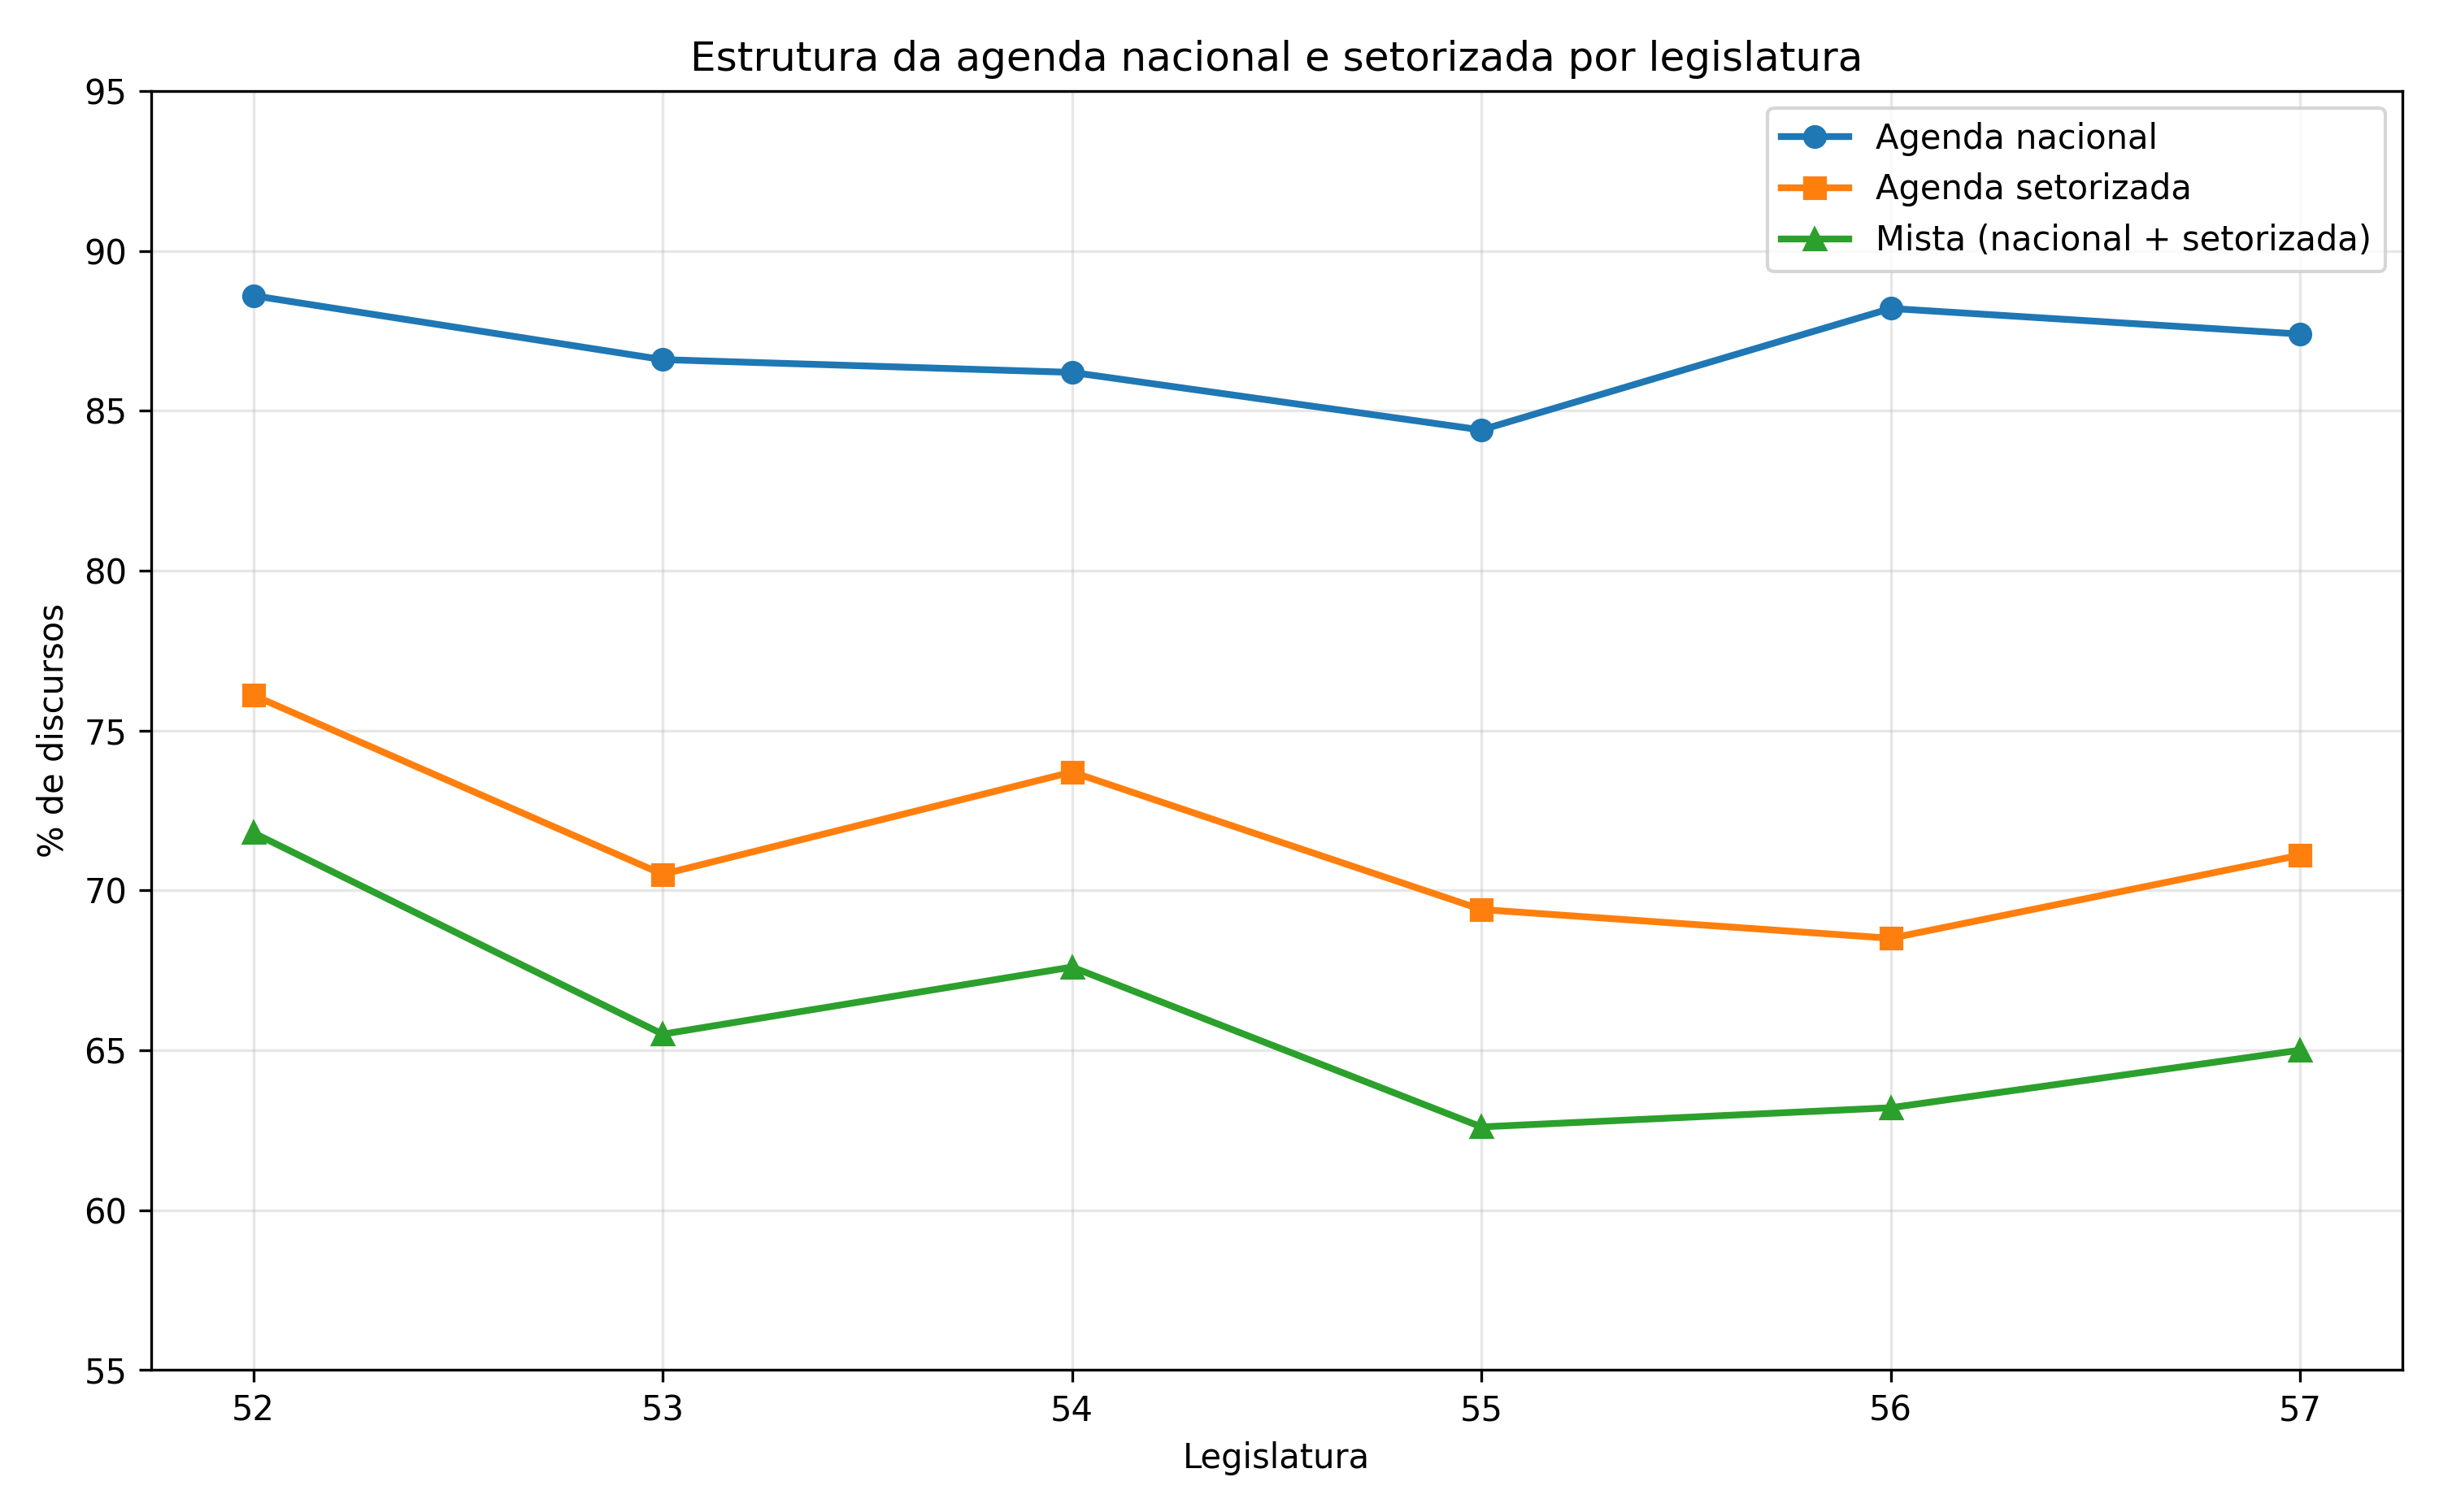 Estrutura da agenda nacional e setorizada por legislatura
95
90
85
80
75
70
65
60
55
% de discursos
Agenda nacional
Agenda setorizada
Mista (nacional + setorizada)
52 53 54 55 56 57
Legislatura